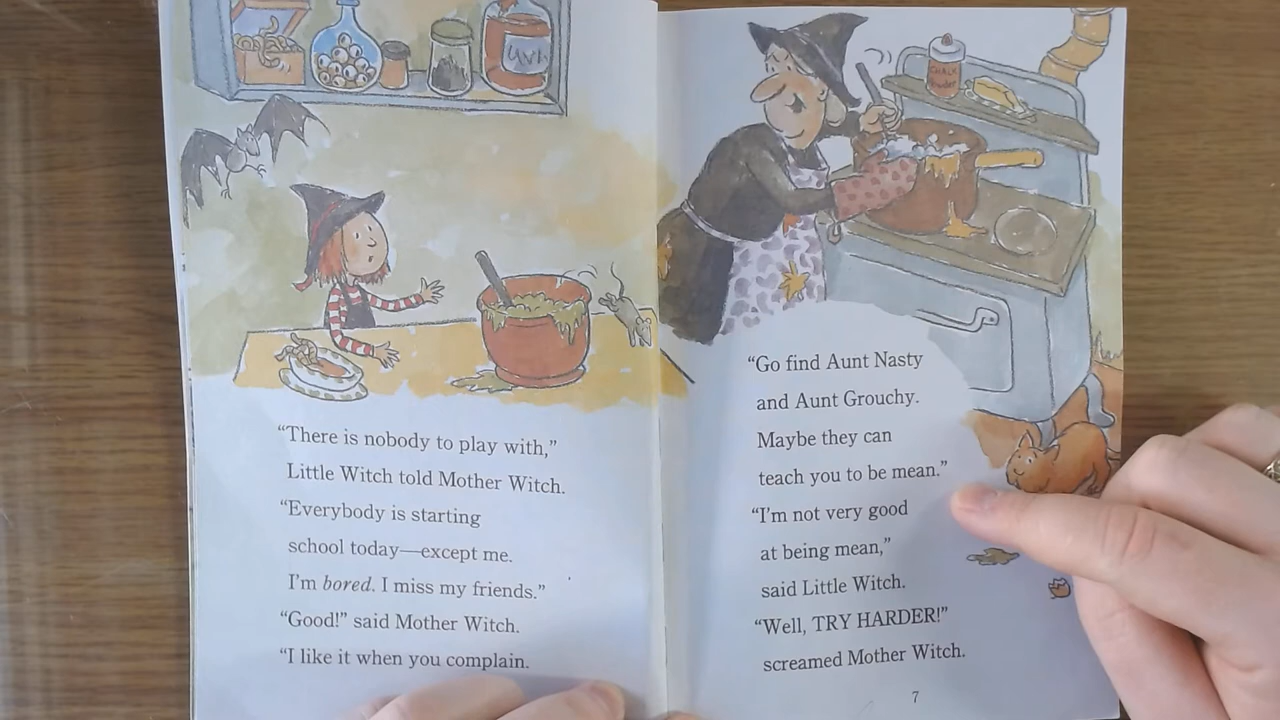 “There is nobody to play with,”
Little Witch told Mother Witch.
“Everybody is starting
school today—except me.
I’m bored. I miss my friends.”
“Good!” said Mother Witch.
“I like it when you complain.
CHALK
Powder
“Go find Aunt Nasty
and Aunt Grouchy.
Maybe they can
teach you to be mean.”
“I’m not very good
at being mean,”
said Little Witch.
“Well, TRY HARDER!”
screamed Mother Witch.
7